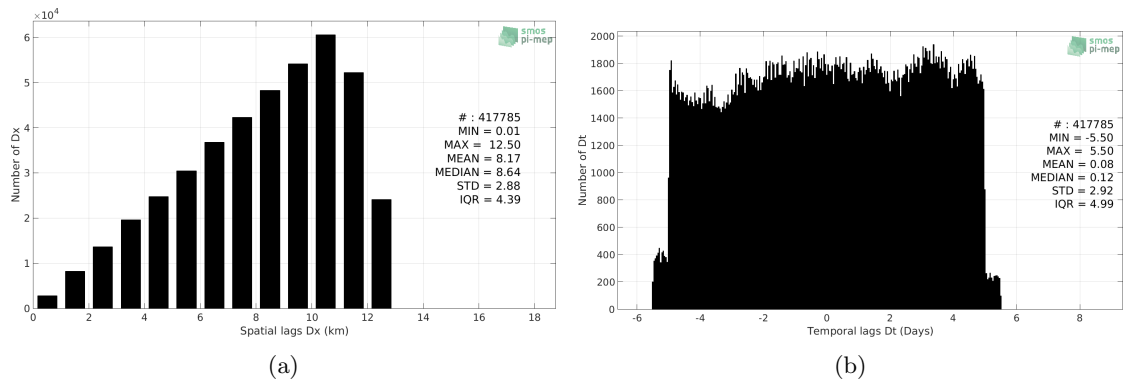 ×10⁴
6
5
4
3
2
1
0
Number of Dx
0 2 4 6 8 10 12 14 16 18
Spatial lags Dx (km)
smos
pi-mep
# : 417785
MIN = 0.01
MAX = 12.50
MEAN = 8.17
MEDIAN = 8.64
STD = 2.88
IQR = 4.39
(a)
2000
1800
1600
1400
1200
1000
800
600
400
200
0
Number of Dt
-6 -4 -2 0 2 4 6 8
Temporal lags Dt (Days)
smos
pi-mep
# : 417785
MIN = -5.50
MAX = 5.50
MEAN = 0.08
MEDIAN = 0.12
STD = 2.92
IQR = 4.99
(b)